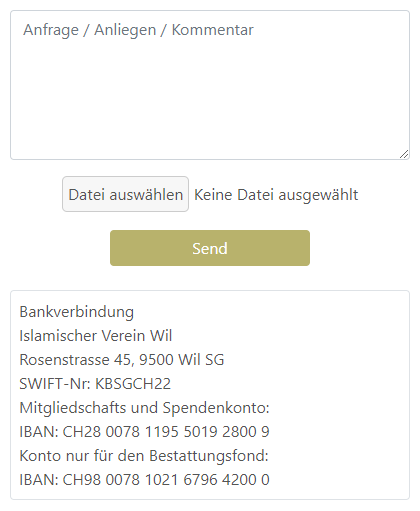 Anfrage / Anliegen / Kommentar
Datei auswählen Keine Datei ausgewählt
Send
Bankverbindung
Islamischer Verein Wil
Rosenstrasse 45, 9500 Wil SG
SWIFT-Nr: KBSGCH22
Mitgliedschafts und Spendenkonto:
IBAN: CH28 0078 1195 5019 2800 9
Konto nur für den Bestattungsfond:
IBAN: CH98 0078 1021 6796 4200 0